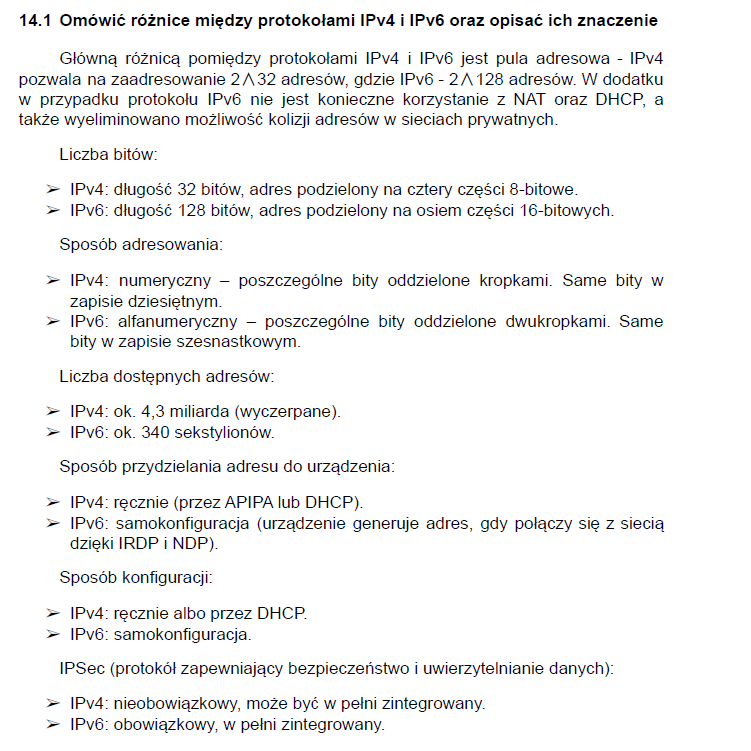 14.1 Omówić różnice między protokołami IPv4 i IPv6 oraz opisać ich znaczenie
Główną różnicą pomiędzy protokołami IPv4 i IPv6 jest pula adresowa - IPv4
pozwala na zaadresowanie 2⋀32 adresów, gdzie IPv6 - 2⋀128 adresów. W dodatku
w przypadku protokołu IPv6 nie jest konieczne korzystanie z NAT oraz DHCP, a
także wyeliminowano możliwość kolizji adresów w sieciach prywatnych.
Liczba bitów:
➢ IPv4: długość 32 bitów, adres podzielony na cztery części 8-bitowe.
➢ IPv6: długość 128 bitów, adres podzielony na osiem części 16-bitowych.
Sposób adresowania:
➢ IPv4: numeryczny – poszczególne bity oddzielone kropkami. Same bity w
zapisie dziesiętnym.
➢ IPv6: alfanumeryczny – poszczególne bity oddzielone dwukropkami. Same
bity w zapisie szesnastkowym.
Liczba dostępnych adresów:
➢ IPv4: ok. 4,3 miliarda (wyczerpane).
➢ IPv6: ok. 340 sekstylionów.
Sposób przydzielania adresu do urządzenia:
➢ IPv4: ręcznie (przez APIPA lub DHCP).
➢ IPv6: samokonfiguracja (urządzenie generuje adres, gdy połączy się z siecią
dzięki IRDP i NDP).
Sposób konfiguracji:
➢ IPv4: ręcznie albo przez DHCP.
➢ IPv6: samokonfiguracja.
IPSec (protokół zapewniający bezpieczeństwo i uwierzytelnianie danych):
➢ IPv4: nieobowiązkowy, może być w pełni zintegrowany.
➢ IPv6: obowiązkowy, w pełni zintegrowany.